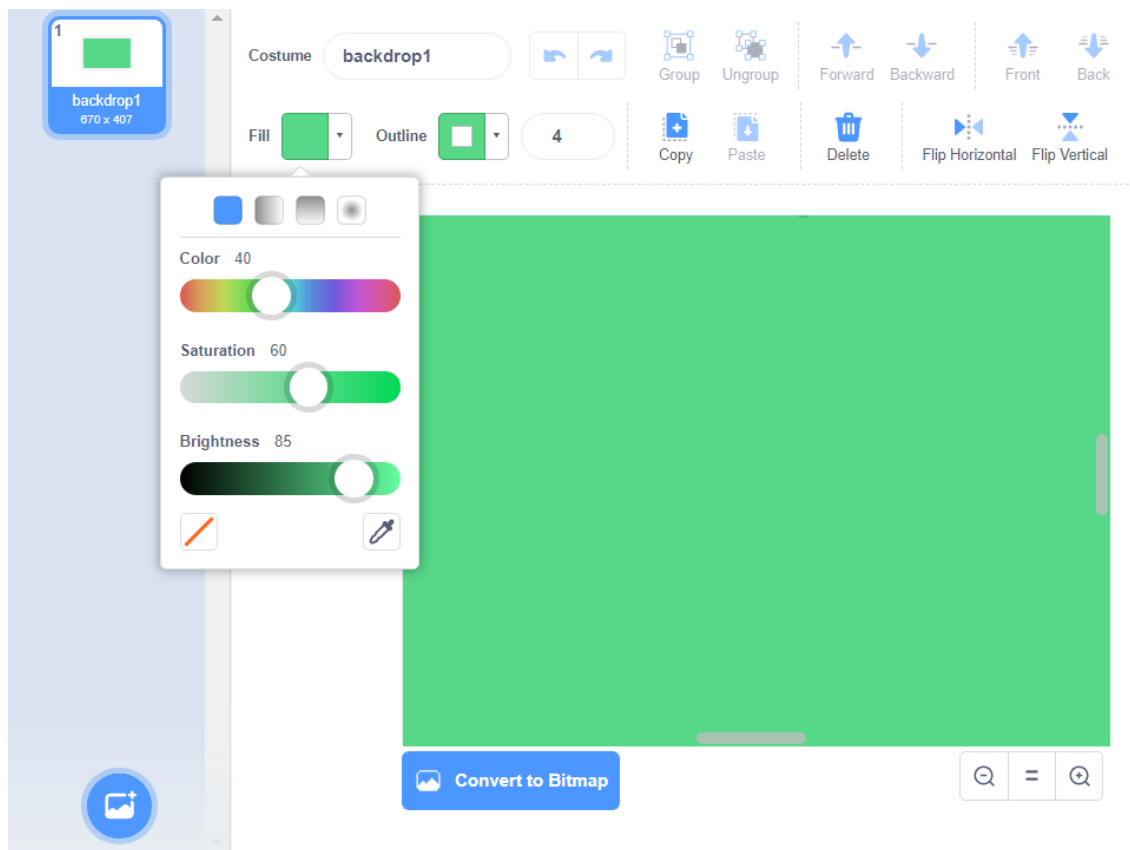 1
backdrop1
670 x 407
Costume backdrop1
Group Ungroup Forward Backward Front Back
Fill Outline 4
Copy Paste Delete Flip Horizontal Flip Vertical
Color 40
Saturation 60
Brightness 85
Convert to Bitmap